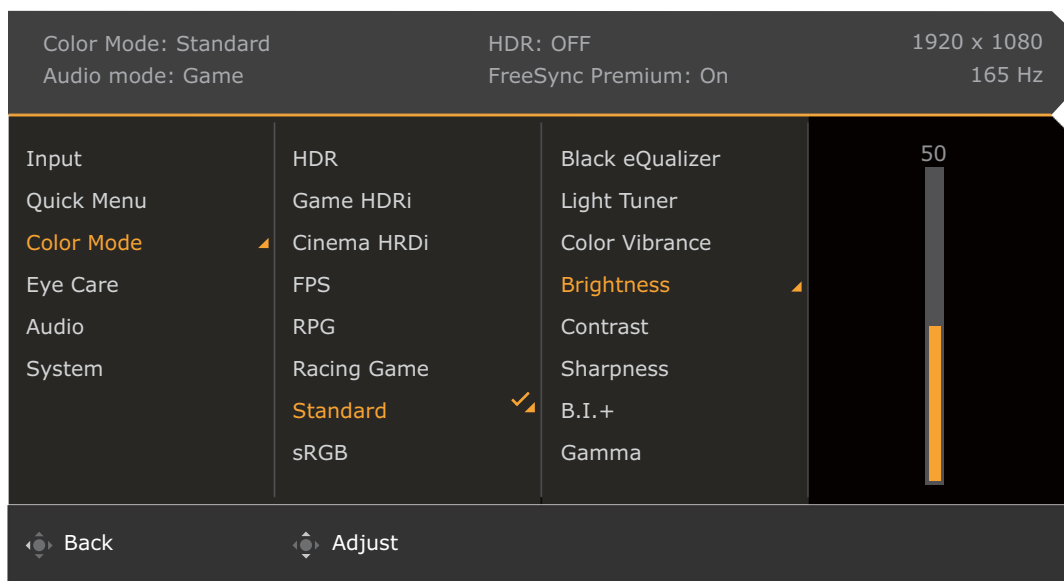 Color Mode: Standard
HDR: OFF
1920 x 1080
Audio mode: Game
FreeSync Premium: On
165 Hz
Input
Quick Menu
Color Mode
Eye Care
Audio
System
HDR
Game HDRi
Cinema HRDi
FPS
RPG
Racing Game
Standard
sRGB
Black eQualizer
Light Tuner
Color Vibrance
Brightness
Contrast
Sharpness
B.I.+
Gamma
50
Back
Adjust